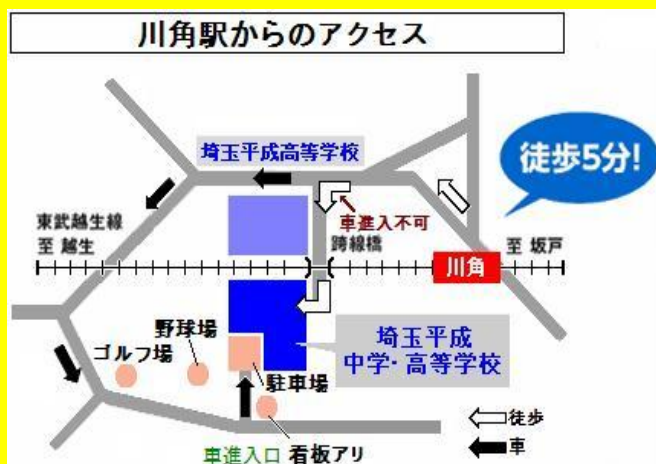 川角駅からのアクセス
埼玉平成高等学校
徒歩5分!
車進入不可
東武越生線
至 越生
跨線橋
至 坂戸
川角
野球場
ゴルフ場
埼玉平成
中学・高等学校
駐車場
徒歩
車
車進入口 看板アリ